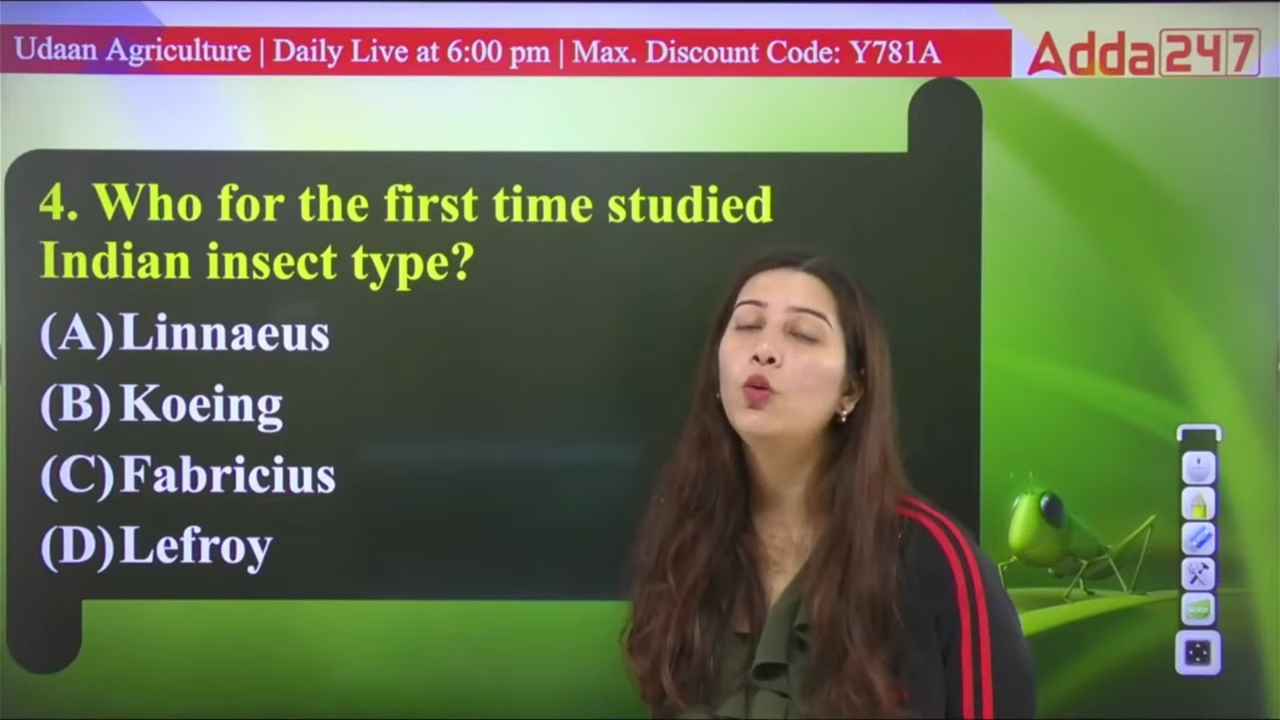 Udaan Agriculture | Daily Live at 6:00 pm | Max. Discount Code: Y781A
Adda247
4. Who for the first time studied
Indian insect type?
(A) Linnaeus
(B) Koeing
(C) Fabricius
(D) Lefroy